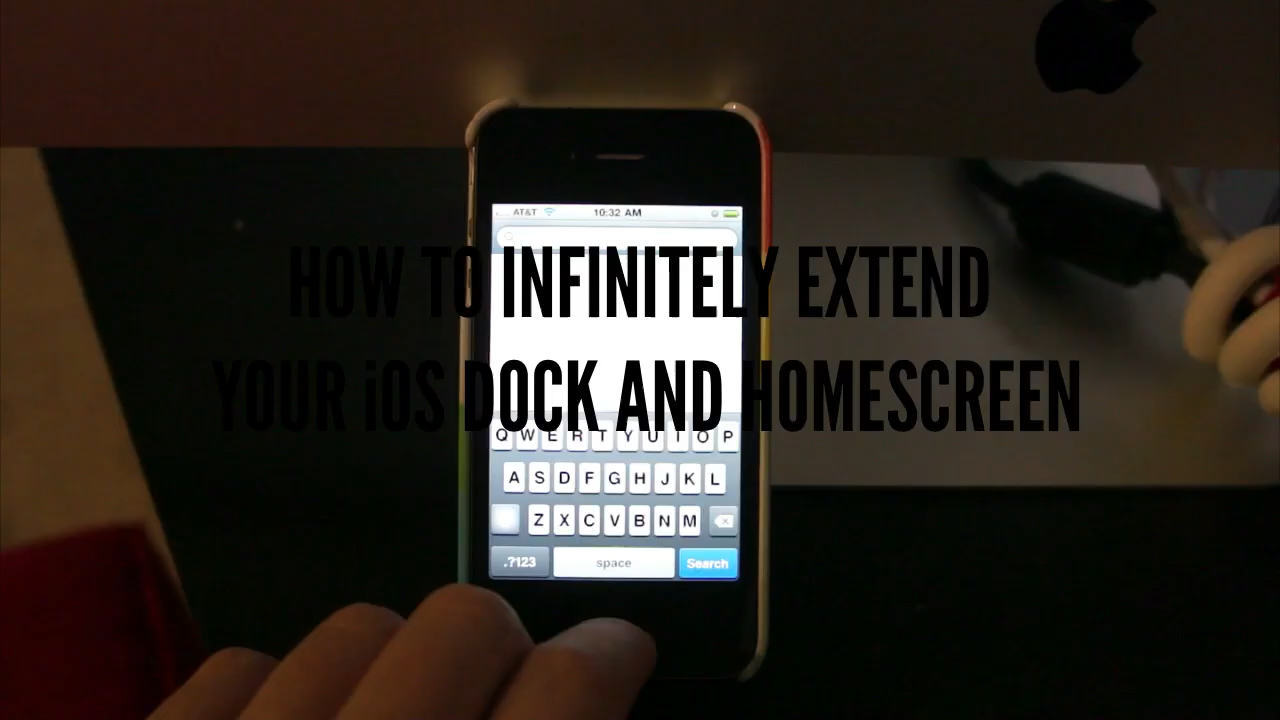 AT&T 10:32 AM
HOW TO INFINITELY EXTEND
YOUR iOS DOCK AND HOMESCREEN
Q W E R T Y U I O P
A S D F G H J K L
Z X C V B N M
.?123 space Search